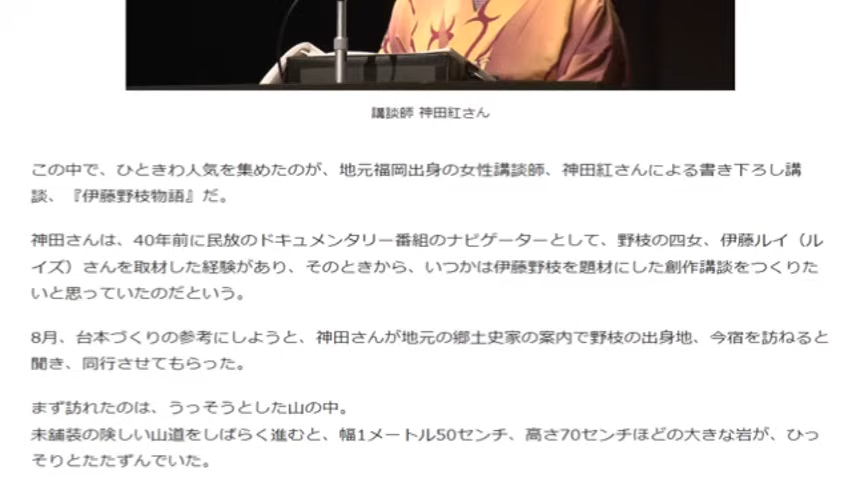 講談師 神田紅さん
この中で、ひときわ人気を集めたのが、地元福岡出身の女性講談師、神田紅さんによる書き下ろし講
談、『伊藤野枝物語』だ。
神田さんは、40年前に民放のドキュメンタリー番組のナビゲーターとして、野枝の四女、伊藤ルイ（ル
イズ）さんを取材した経験があり、そのときから、いつかは伊藤野枝を題材にした創作講談をつくりた
いと思っていたのだという。
8月、台本づくりの参考にしようと、神田さんが地元の郷土史家の案内で野枝の出身地、今宿を訪ねると
聞き、同行させてもらった。
まず訪れたのは、うっそうとした山の中。
未舗装の険しい山道をしばらく進むと、幅1メートル50センチ、高さ70センチほどの大きな岩が、ひっ
そりとたたずんでいた。